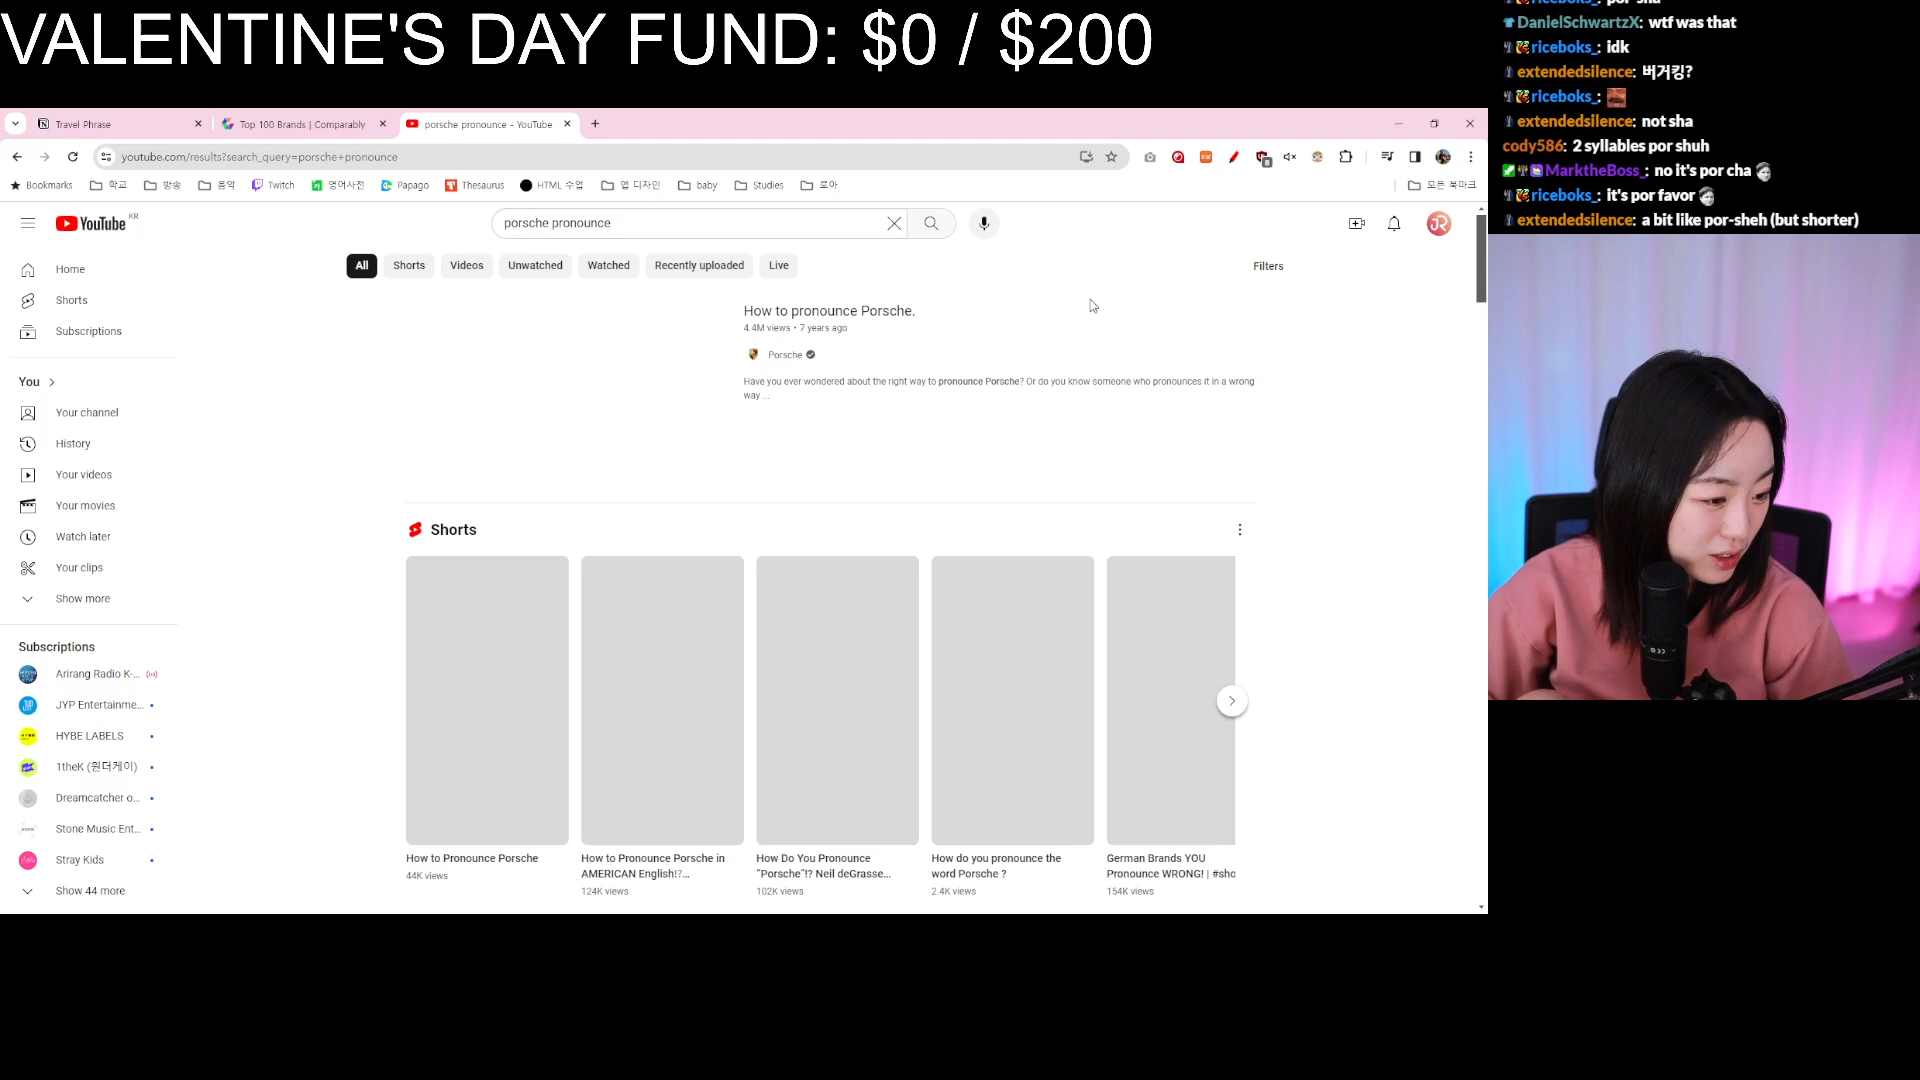 VALENTINE'S DAY FUND: $0 / $200
DanielSchwartzX: wtf was that
riceboks_: idk
extendedsilence: 버거킹?
riceboks_:
extendedsilence: not sha
cody586: 2 syllables por shuh
MarktheBoss_: no it's por cha
riceboks_: it's por favor
extendedsilence: a bit like por-sheh (but shorter)
Travel Phrase
Top 100 Brands | Comparably
porsche pronounce - YouTube
youtube.com/results?search_query=porsche+pronounce
Bookmarks
학교
방송
음악
Twitch
영어사전
Papago
Thesaurus
HTML 수업
앱 디자인
baby
Studies
로아
모든 북마크
YouTube KR
porsche pronounce
JR
All
Shorts
Videos
Unwatched
Watched
Recently uploaded
Live
Filters
Home
Shorts
Subscriptions
You
Your channel
History
Your videos
Your movies
Watch later
Your clips
Show more
Subscriptions
Arirang Radio K-...
JYP Entertainme...
HYBE LABELS
1theK (원더케이)
Dreamcatcher o...
Stone Music Ent...
Stray Kids
Show 44 more
How to pronounce Porsche.
4.4M views • 7 years ago
Porsche
Have you ever wondered about the right way to pronounce Porsche? Or do you know someone who pronounces it in a wrong
way ...
Shorts
How to Pronounce Porsche
44K views
How to Pronounce Porsche in
AMERICAN English!?...
124K views
How Do You Pronounce
"Porsche"!? Neil deGrasse...
102K views
How do you pronounce the
word Porsche ?
2.4K views
German Brands YOU
Pronounce WRONG! | #sho
154K views